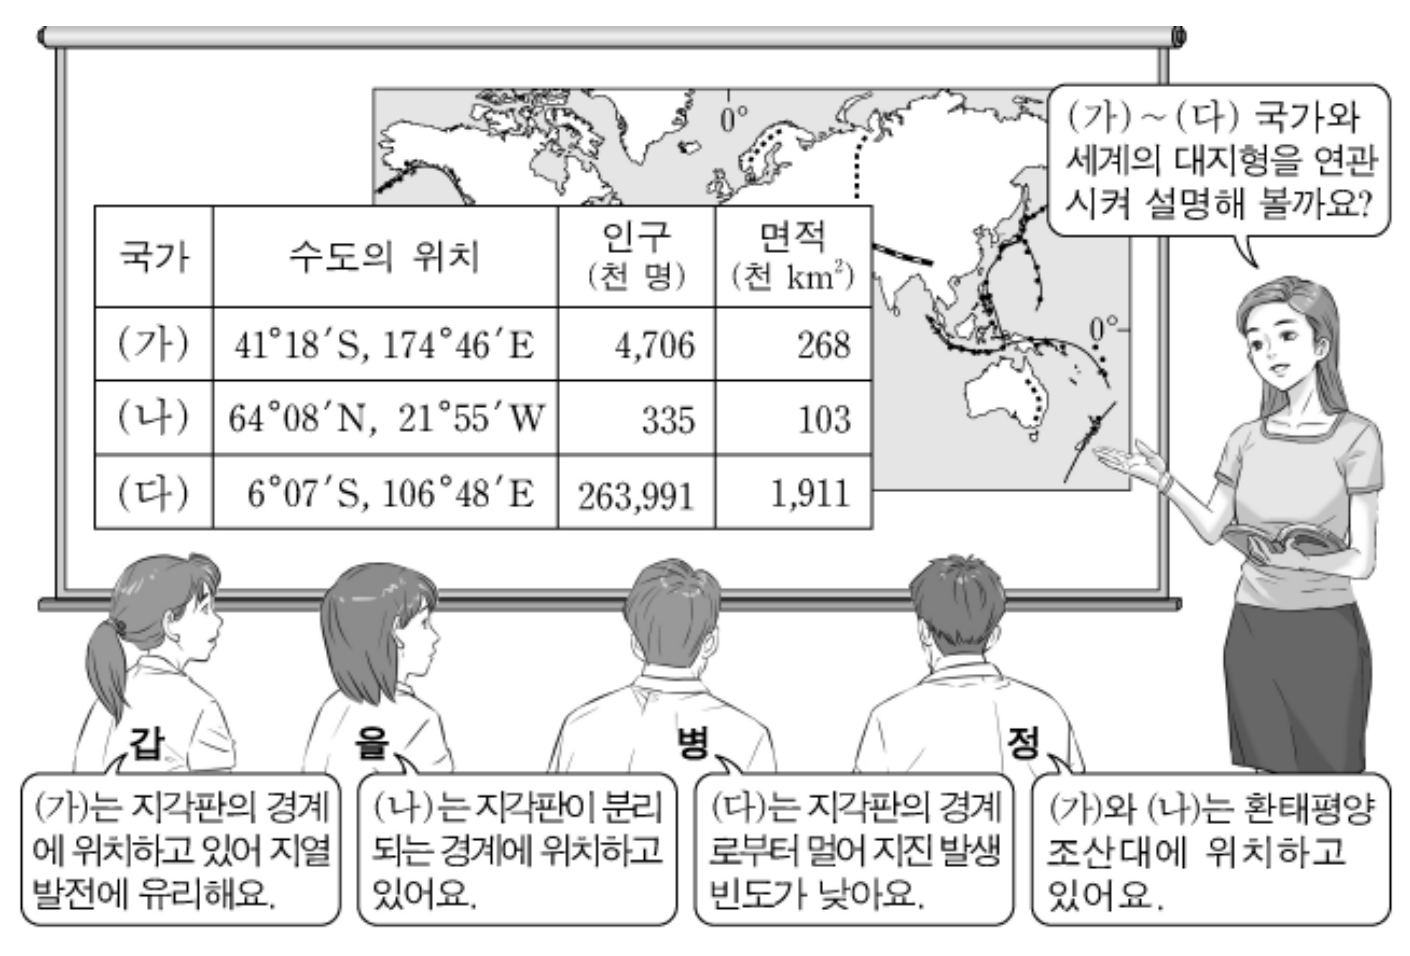 0°
(가)~(다) 국가와
세계의 대지형을 연관
시켜 설명해 볼까요?
국가 수도의 위치 인구 (천 명) 면적 (천 km²)
(가) 41°18′S, 174°46′E 4,706 268
(나) 64°08′N, 21°55′W 335 103
(다) 6°07′S, 106°48′E 263,991 1,911
0°
갑
(가)는 지각판의 경계
에 위치하고 있어 지열
발전에 유리해요.
을
(나)는 지각판이 분리
되는 경계에 위치하고
있어요.
병
(다)는 지각판의 경계
로부터 멀어 지진 발생
빈도가 낮아요.
정
(가)와 (나)는 환태평양
조산대에 위치하고
있어요.